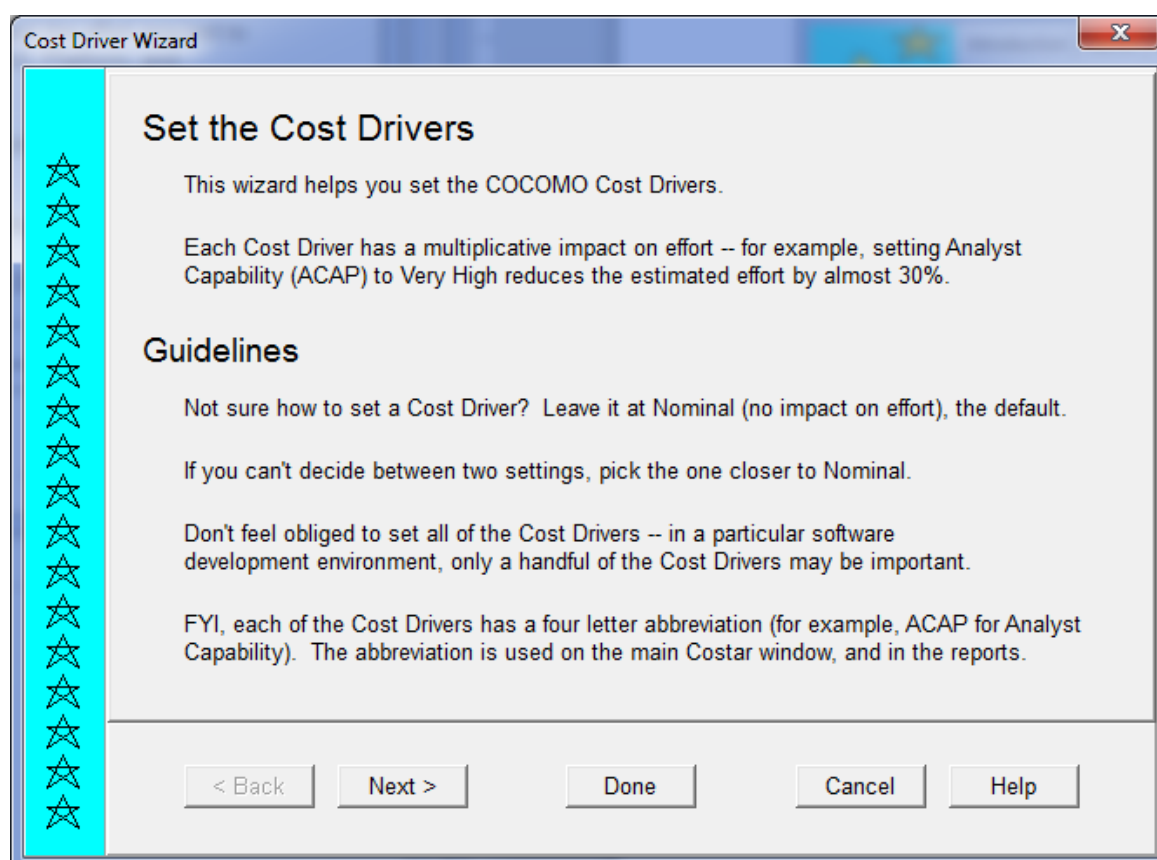 Cost Driver Wizard
Set the Cost Drivers
This wizard helps you set the COCOMO Cost Drivers.
Each Cost Driver has a multiplicative impact on effort -- for example, setting Analyst
Capability (ACAP) to Very High reduces the estimated effort by almost 30%.
Guidelines
Not sure how to set a Cost Driver?  Leave it at Nominal (no impact on effort), the default.
If you can't decide between two settings, pick the one closer to Nominal.
Don't feel obliged to set all of the Cost Drivers -- in a particular software
development environment, only a handful of the Cost Drivers may be important.
FYI, each of the Cost Drivers has a four letter abbreviation (for example, ACAP for Analyst
Capability).  The abbreviation is used on the main Costar window, and in the reports.
< Back Next > Done Cancel Help